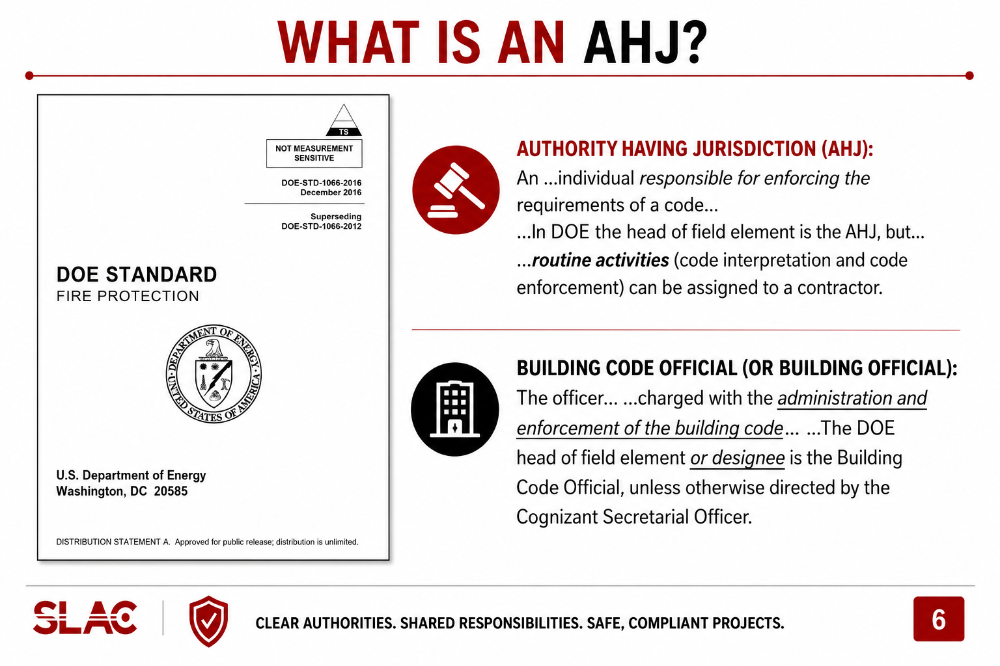 WHAT IS AN AHJ?
TS
NOT MEASUREMENT
SENSITIVE
DOE-STD-1066-2016
December 2016
Superseding
DOE-STD-1066-2012
DOE STANDARD
FIRE PROTECTION
DEPARTMENT OF ENERGY
UNITED STATES OF AMERICA
U.S. Department of Energy
Washington, DC 20585
DISTRIBUTION STATEMENT A. Approved for public release; distribution is unlimited.
AUTHORITY HAVING JURISDICTION (AHJ):
An ...individual responsible for enforcing the
requirements of a code...
...In DOE the head of field element is the AHJ, but...
...routine activities (code interpretation and code
enforcement) can be assigned to a contractor.
BUILDING CODE OFFICIAL (OR BUILDING OFFICIAL):
The officer... ...charged with the administration and
enforcement of the building code... ...The DOE
head of field element or designee is the Building
Code Official, unless otherwise directed by the
Cognizant Secretarial Officer.
SLAC
CLEAR AUTHORITIES. SHARED RESPONSIBILITIES. SAFE, COMPLIANT PROJECTS.
6